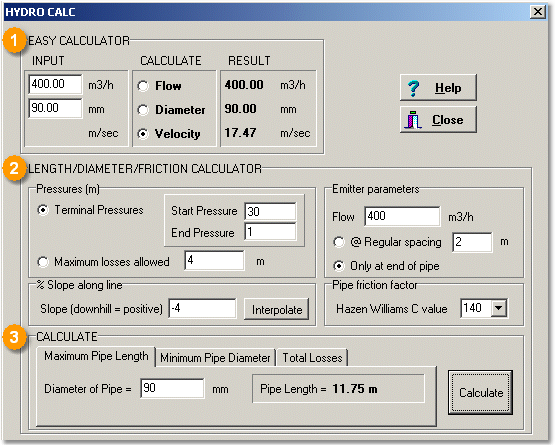 HYDRO CALC
1 EASY CALCULATOR
INPUT CALCULATE RESULT
400.00 m3/h Flow 400.00 m3/h
90.00 mm Diameter 90.00 mm
m/sec Velocity 17.47 m/sec
? Help
Close
2 LENGTH/DIAMETER/FRICTION CALCULATOR
Pressures (m)
Terminal Pressures
Start Pressure 30
End Pressure 1
Maximum losses allowed 4 m
Emitter parameters
Flow 400 m3/h
@ Regular spacing 2 m
Only at end of pipe
% Slope along line
Slope (downhill = positive) -4 Interpolate
Pipe friction factor
Hazen Williams C value 140
3 CALCULATE
Maximum Pipe Length Minimum Pipe Diameter Total Losses
Diameter of Pipe = 90 mm Pipe Length = 11.75 m
Calculate